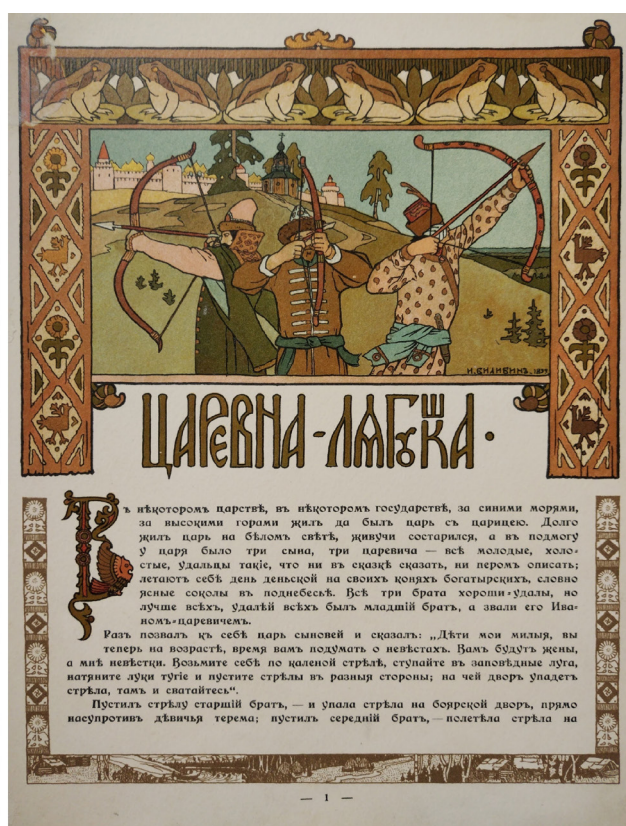 И. БИЛИБИНЪ. 1899
ЦАРЕВНА-ЛЯГУШКА.
Въ нѣкоторомъ царствѣ, въ нѣкоторомъ государствѣ, за синими морями,
за высокими горами жилъ да былъ царь съ царицею. Долго
жилъ царь на бѣломъ свѣтѣ, живучи состарился, а въ подмогу
у царя было три сына, три царевича — всѣ молодые, холо-
стые, удальцы такіе, что ни въ сказкѣ сказать, ни перомъ описать;
летаютъ себѣ день деньской на своихъ коняхъ богатырскихъ, словно
ясные соколы въ поднебесьѣ. Всѣ три брата хороши-удалы, но
лучше всѣхъ, удалѣй всѣхъ былъ младшій братъ, а звали его Ива-
номъ-царевичемъ.
Разъ позвалъ къ себѣ царь сыновей и сказалъ: „Дѣти мои милыя, вы
теперь на возрастѣ, время вамъ подумать о невѣстахъ. Вамъ будутъ жены,
а мнѣ невѣстки. Возьмите себѣ по каленой стрѣлѣ, ступайте въ заповѣдные луга,
натяните луки тугіе и пустите стрѣлы въ разныя стороны; на чей дворъ упадетъ
стрѣла, тамъ и сватайтесь“.
Пустилъ стрѣлу старшій братъ, — и упала стрѣла на боярской дворъ, прямо
насупротивъ дѣвичья терема; пустилъ середній братъ, — полетѣла стрѣла на
— 1 —